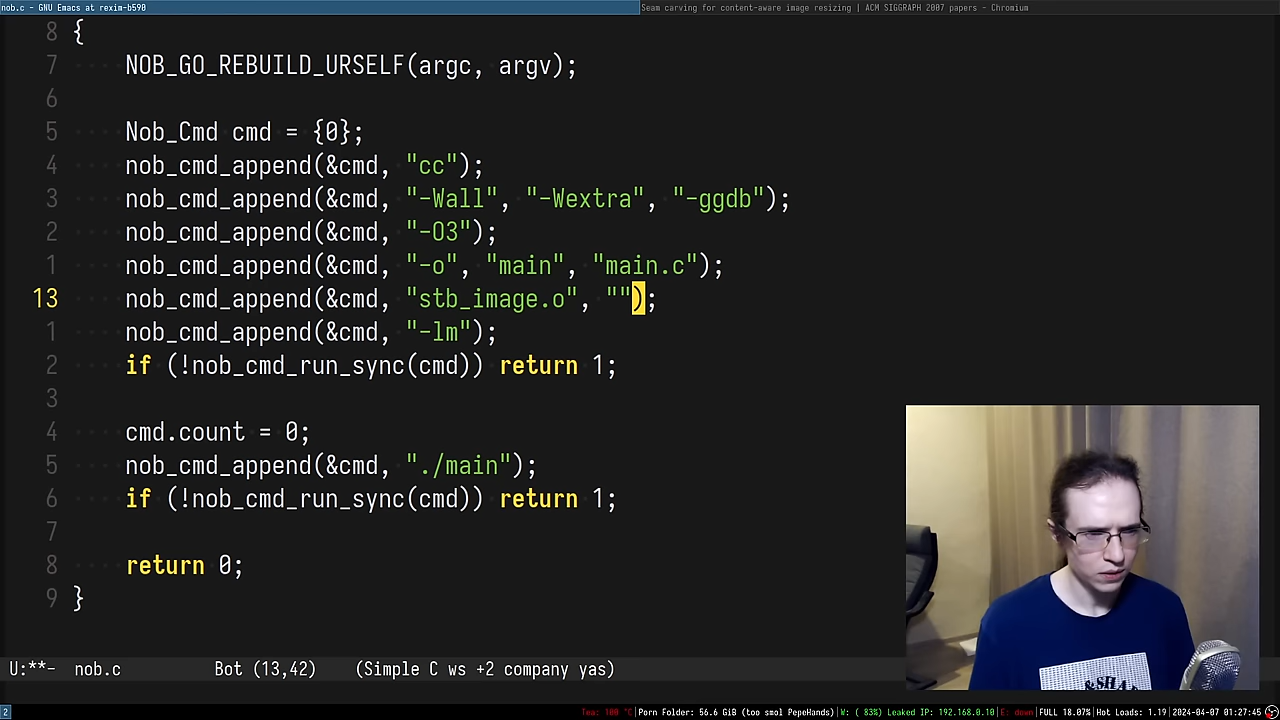 nob.c - GNU Emacs at rexim-b590
Seam carving for content-aware image resizing | ACM SIGGRAPH 2007 papers - Chromium
8 {
7 NOB_GO_REBUILD_URSELF(argc, argv);
6
5 Nob_Cmd cmd = {0};
4 nob_cmd_append(&cmd, "cc");
3 nob_cmd_append(&cmd, "-Wall", "-Wextra", "-ggdb");
2 nob_cmd_append(&cmd, "-O3");
1 nob_cmd_append(&cmd, "-o", "main", "main.c");
13 nob_cmd_append(&cmd, "stb_image.o", "");
1 nob_cmd_append(&cmd, "-lm");
2 if (!nob_cmd_run_sync(cmd)) return 1;
3
4 cmd.count = 0;
5 nob_cmd_append(&cmd, "./main");
6 if (!nob_cmd_run_sync(cmd)) return 1;
7
8 return 0;
9 }
U:**- nob.c Bot (13,42) (Simple C ws +2 company yas)
2
Tea: 100 °C|Porn Folder: 56.6 GiB (too smol PepeHands)|W: ( 83%) Leaked IP: 192.168.0.10|E: down|FULL 18.07%|Hot Loads: 1.19|2024-04-07 01:27:45